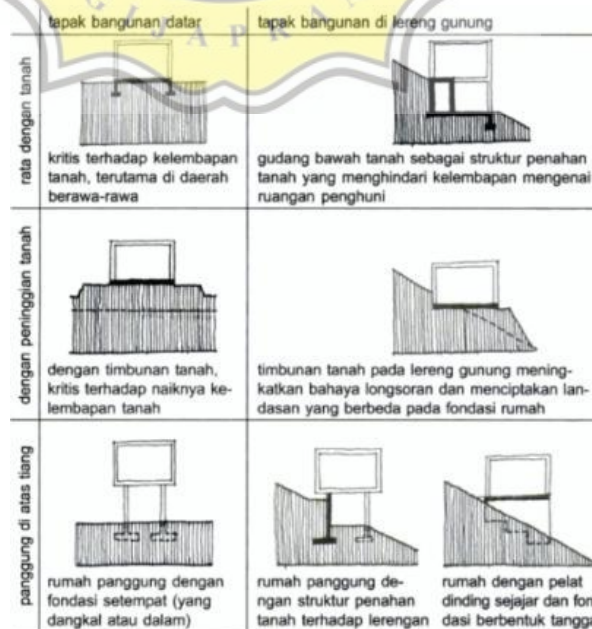 GIJAPRAN
tapak bangunan datar
tapak bangunan di lereng gunung
rata dengan tanah
kritis terhadap kelembapan
tanah, terutama di daerah
berawa-rawa
gudang bawah tanah sebagai struktur penahan
tanah yang menghindari kelembapan mengenai
ruangan penghuni
dengan peninggian tanah
dengan timbunan tanah,
kritis terhadap naiknya ke-
lembapan tanah
timbunan tanah pada lereng gunung mening-
katkan bahaya longsoran dan menciptakan lan-
dasan yang berbeda pada fondasi rumah
panggung di atas tiang
rumah panggung dengan
fondasi setempat (yang
dangkal atau dalam)
rumah panggung de-
ngan struktur penahan
tanah terhadap lerengan
rumah dengan pelat
dinding sejajar dan fon
dasi berbentuk tangga